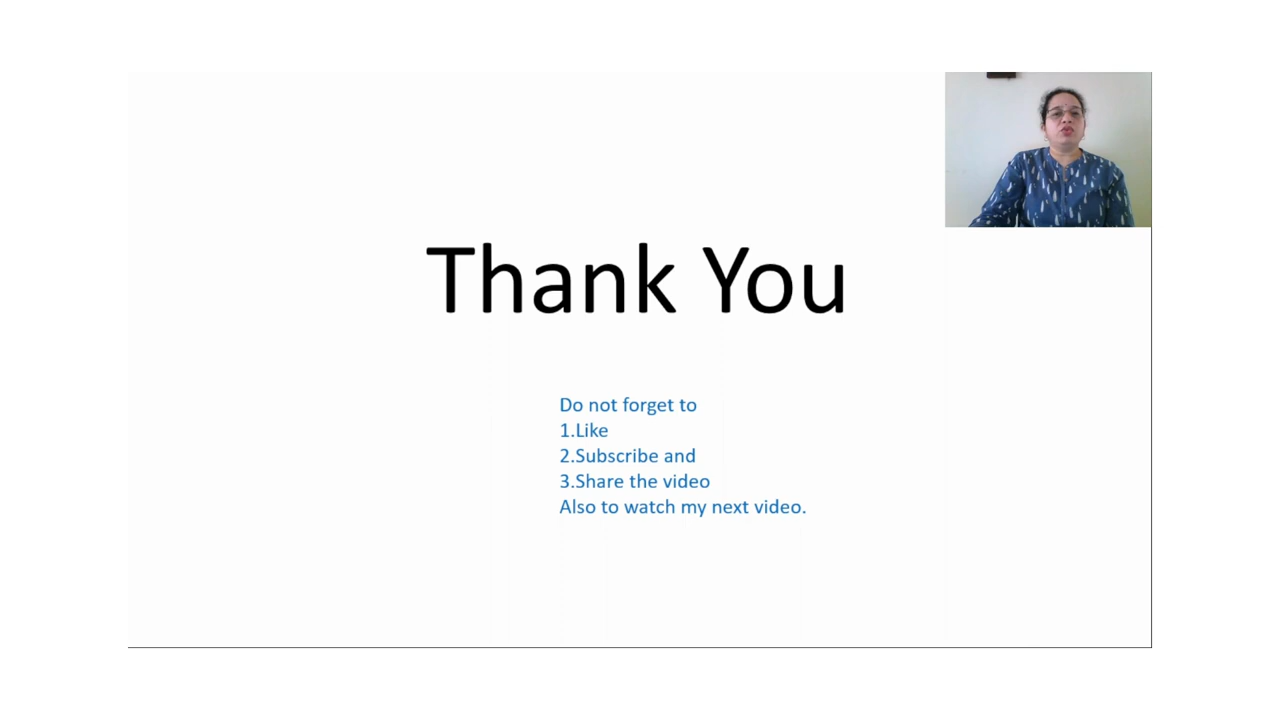 Thank You
Do not forget to
1.Like
2.Subscribe and
3.Share the video
Also to watch my next video.